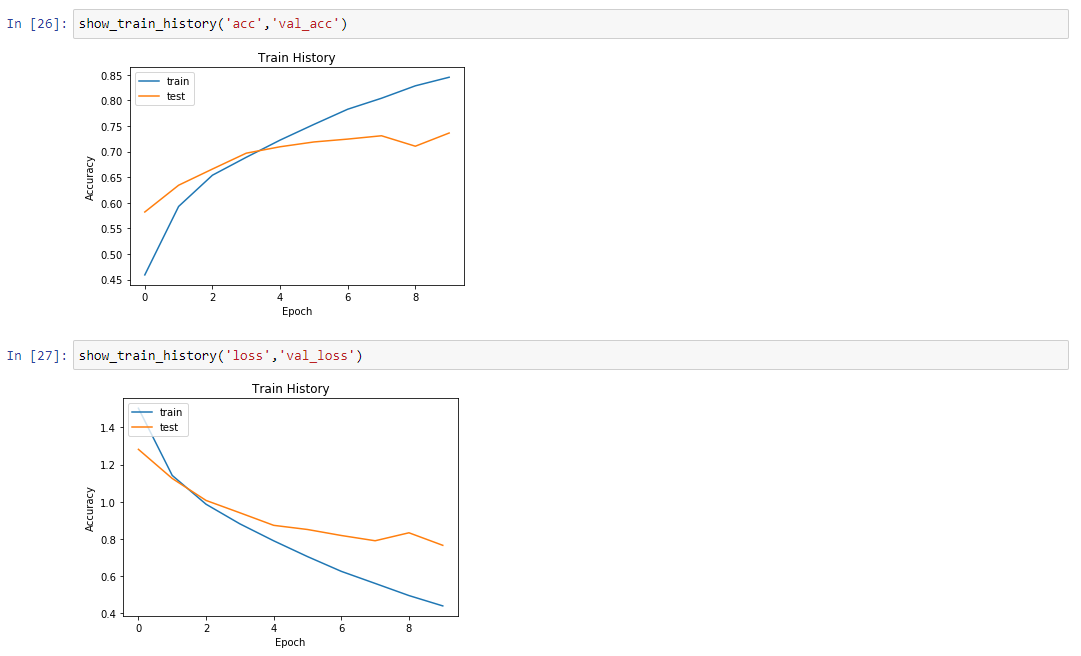 In [26]: show_train_history('acc','val_acc')
Train History
train
test
0.85
0.80
0.75
0.70
0.65
0.60
0.55
0.50
0.45
Accuracy
0 2 4 6 8
Epoch
In [27]: show_train_history('loss','val_loss')
Train History
train
test
1.4
1.2
1.0
0.8
0.6
0.4
Accuracy
0 2 4 6 8
Epoch